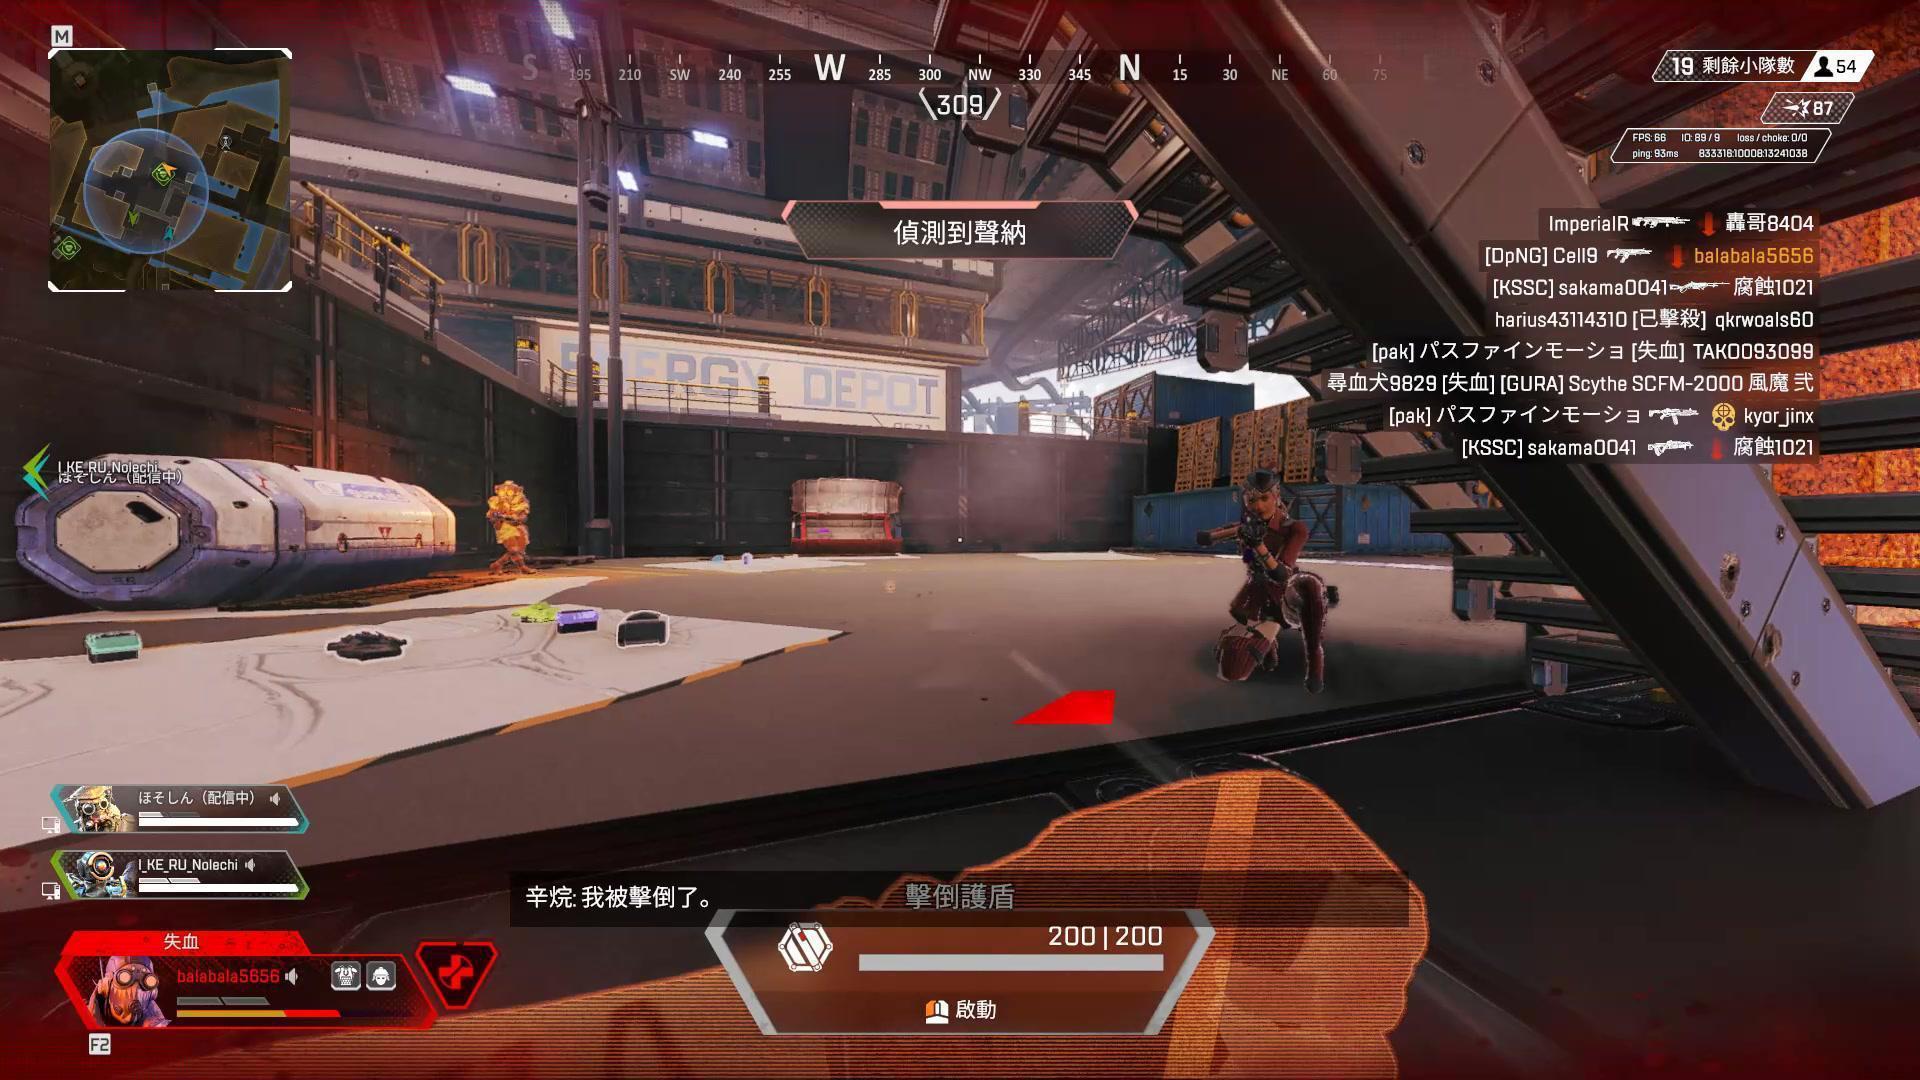 M
S 195 210 SW 240 255 W 285 300 NW 330 345 N 15 30 NE 60 75 E
309
19 剩餘小隊數 54
87
FPS: 66 ID: 89 / 9 loss / choke: 0/0
ping: 93ms 833316:10008:13241038
偵測到聲納
ImperialR 轟哥8404
[DpNG] Cell9 balabala5656
[KSSC] sakama0041 腐蝕1021
harius43114310 [已擊殺] qkrwoals60
[pak] パスファインモーショ [失血] TAKO093099
尋血犬9829 [失血] [GURA] Scythe SCFM-2000 風魔 弐
[pak] パスファインモーショ kyor_jinx
[KSSC] sakama0041 腐蝕1021
ENERGY DEPOT
I_KE_RU_Nolechi
ほそしん（配信中）
ほそしん（配信中）
I_KE_RU_Nolechi
辛烷: 我被擊倒了。
擊倒護盾
200 | 200
啟動
失血
balabala5656
F2